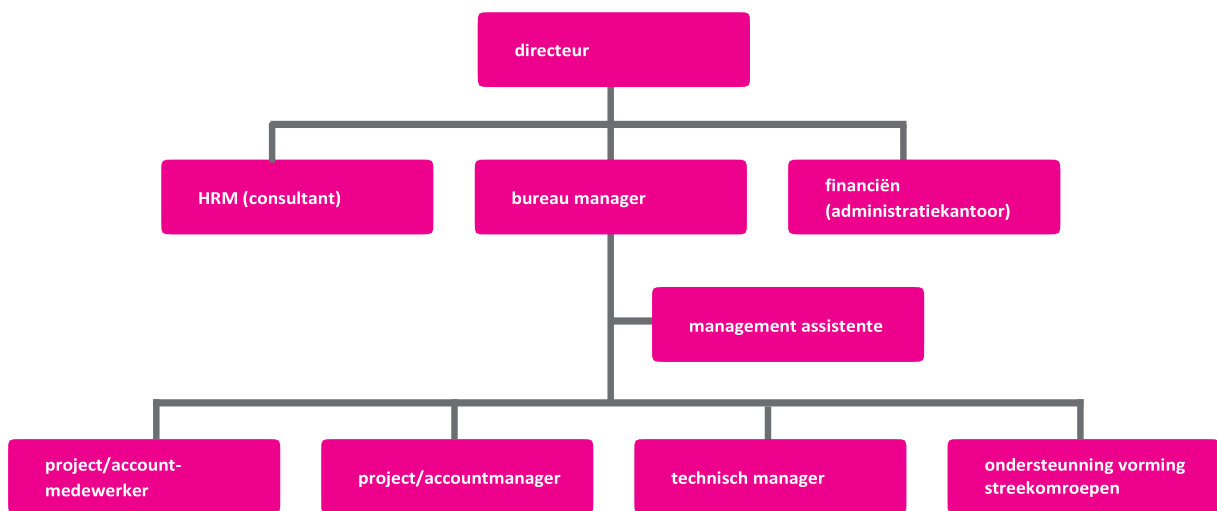 directeur
HRM (consultant)
bureau manager
financiën
(administratiekantoor)
management assistente
project/account-
medewerker
project/accountmanager
technisch manager
ondersteunning vorming
streekomroepen